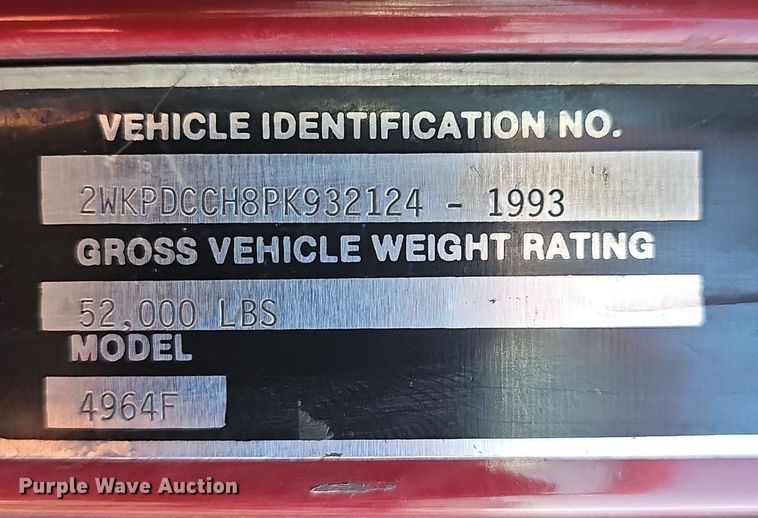 VEHICLE IDENTIFICATION NO.
2WKPDCCH8PK932124 - 1993
GROSS VEHICLE WEIGHT RATING
52,000 LBS
MODEL
4964F
Purple Wave Auction